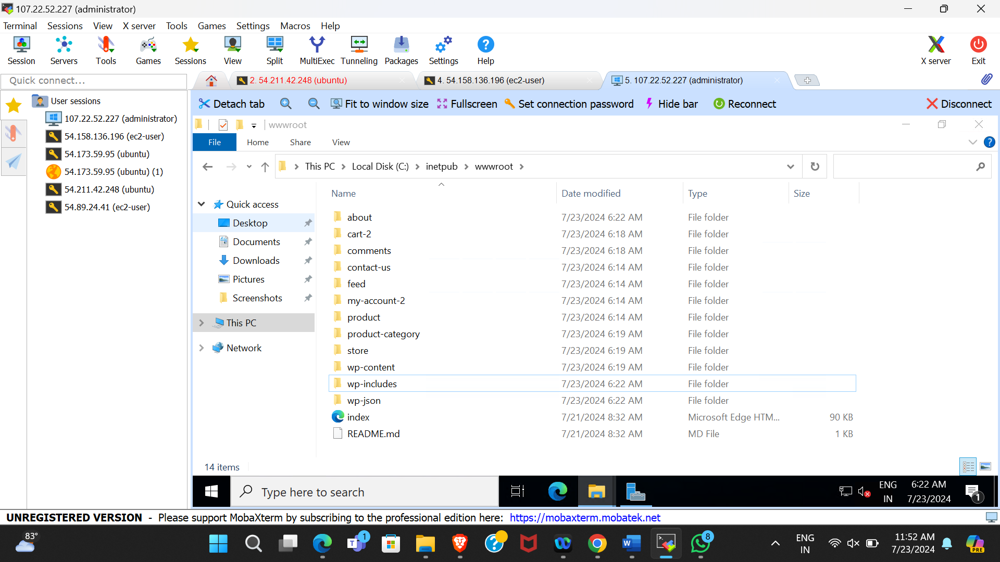 107.22.52.227 (administrator)
Terminal Sessions View X server Tools Games Settings Macros Help
Session Servers Tools Games Sessions View Split MultiExec Tunneling Packages Settings Help X server Exit
Quick connect...
2. 54.211.42.248 (ubuntu) 4. 54.158.136.196 (ec2-user) 5. 107.22.52.227 (administrator)
User sessions
107.22.52.227 (administrator)
54.158.136.196 (ec2-user)
54.173.59.95 (ubuntu)
54.173.59.95 (ubuntu) (1)
54.211.42.248 (ubuntu)
54.89.24.41 (ec2-user)
Detach tab Fit to window size Fullscreen Set connection password Hide bar Reconnect Disconnect
wwwroot
File Home Share View
This PC Local Disk (C:) inetpub wwwroot
Quick access
Desktop
Documents
Downloads
Pictures
Screenshots
This PC
Network
Name Date modified Type Size
about 7/23/2024 6:22 AM File folder
cart-2 7/23/2024 6:18 AM File folder
comments 7/23/2024 6:18 AM File folder
contact-us 7/23/2024 6:14 AM File folder
feed 7/23/2024 6:14 AM File folder
my-account-2 7/23/2024 6:14 AM File folder
product 7/23/2024 6:14 AM File folder
product-category 7/23/2024 6:19 AM File folder
store 7/23/2024 6:19 AM File folder
wp-content 7/23/2024 6:19 AM File folder
wp-includes 7/23/2024 6:22 AM File folder
wp-json 7/23/2024 6:22 AM File folder
index 7/21/2024 8:32 AM Microsoft Edge HTM... 90 KB
README.md 7/21/2024 8:32 AM MD File 1 KB
14 items
Type here to search
ENG
IN
6:22 AM
7/23/2024
1
UNREGISTERED VERSION - Please support MobaXterm by subscribing to the professional edition here: https://mobaxterm.mobatek.net
83°
1
8
ENG
IN
11:52 AM
7/23/2024
PRE